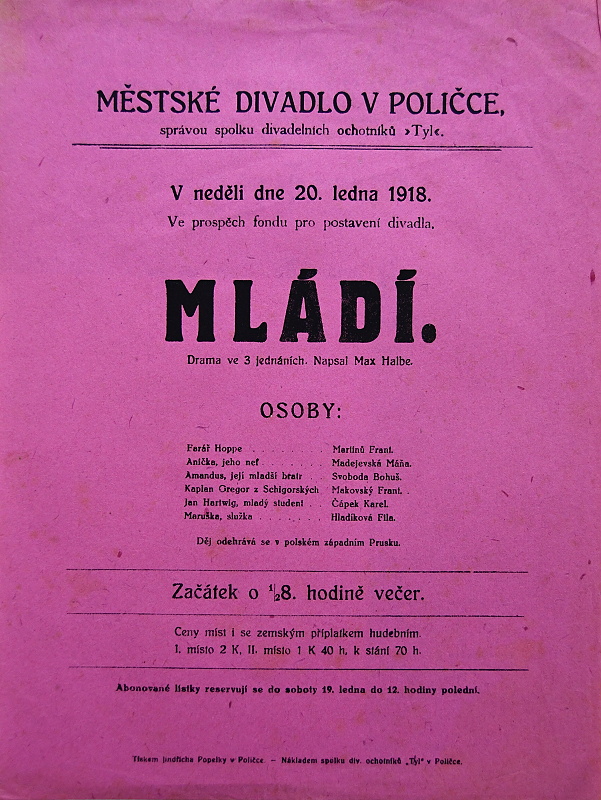 MĚSTSKÉ DIVADLO V POLIČCE,
správou spolku divadelních ochotníků »Tyl«.
V neděli dne 20. ledna 1918.
Ve prospěch fondu pro postavení divadla.
MLÁDÍ.
Drama ve 3 jednáních. Napsal Max Halbe.
OSOBY:
Farář Hoppe . . . . . . . . Martinů Frant.
Anička, jeho neť . . . . . . Madejevská Máňa.
Amandus, její mladší bratr . . Svoboda Bohuš.
Kaplan Gregor z Schigorských Makovský Frant. .
Jan Hartwig, mladý student . . Čápek Karel.
Maruška, služka . . . . . . . Hladíková Fila.
Děj odehrává se v polském západním Prusku.
Začátek o ½8. hodině večer.
Ceny míst i se zemským příplatkem hudebním.
I. místo 2 K, II. místo 1 K 40 h, k stání 70 h.
Abonované lístky reservují se do soboty 19. ledna do 12. hodiny polední.
Tiskem Jindřicha Popelky v Poličce. — Nákladem spolku div. ochotníků „Tyl“ v Poličce.